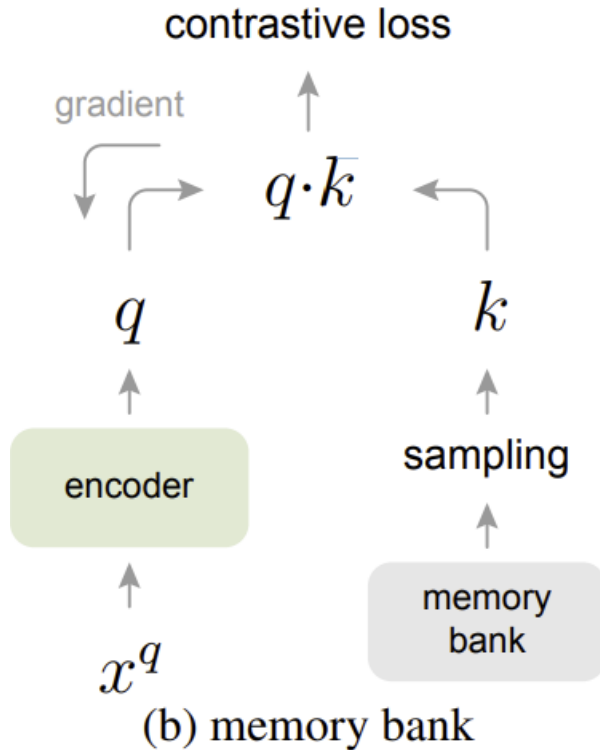 contrastive loss
gradient
q·k
q
k
encoder
sampling
memory
bank
x^q
(b) memory bank